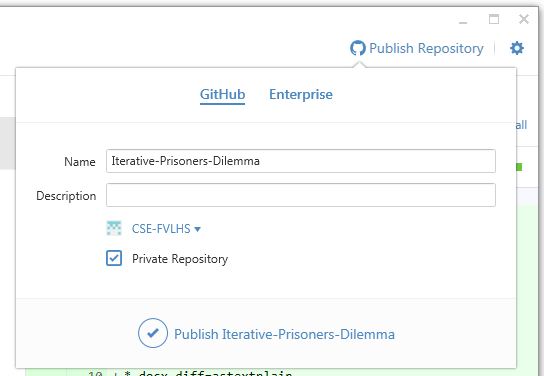 Publish Repository
GitHub Enterprise
all
Name Iterative-Prisoners-Dilemma
Description
CSE-FVLHS
Private Repository
Publish Iterative-Prisoners-Dilemma
10 + *.docx diff=astextplain